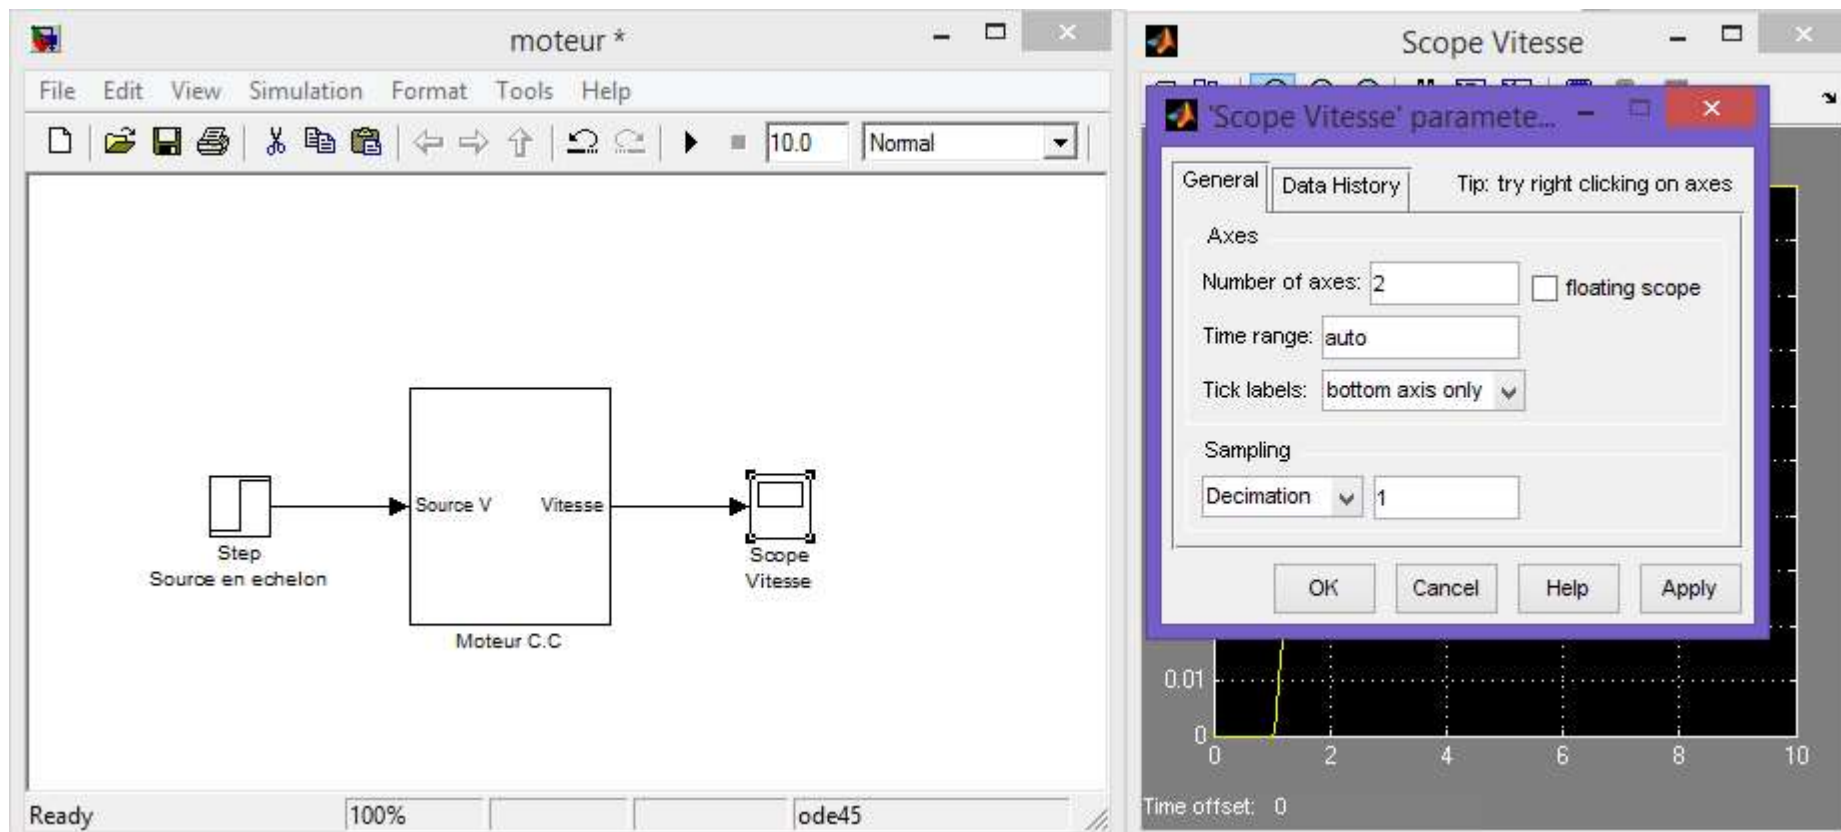 moteur *
File Edit View Simulation Format Tools Help
10.0 Normal
Source V Vitesse
Step
Source en echelon
Moteur C.C
Scope
Vitesse
Ready 100% ode45
Scope Vitesse
'Scope Vitesse' paramete...
General Data History Tip: try right clicking on axes
Axes
Number of axes: 2 floating scope
Time range: auto
Tick labels: bottom axis only
Sampling
Decimation 1
OK Cancel Help Apply
0.01
0
0 2 4 6 8 10
Time offset: 0